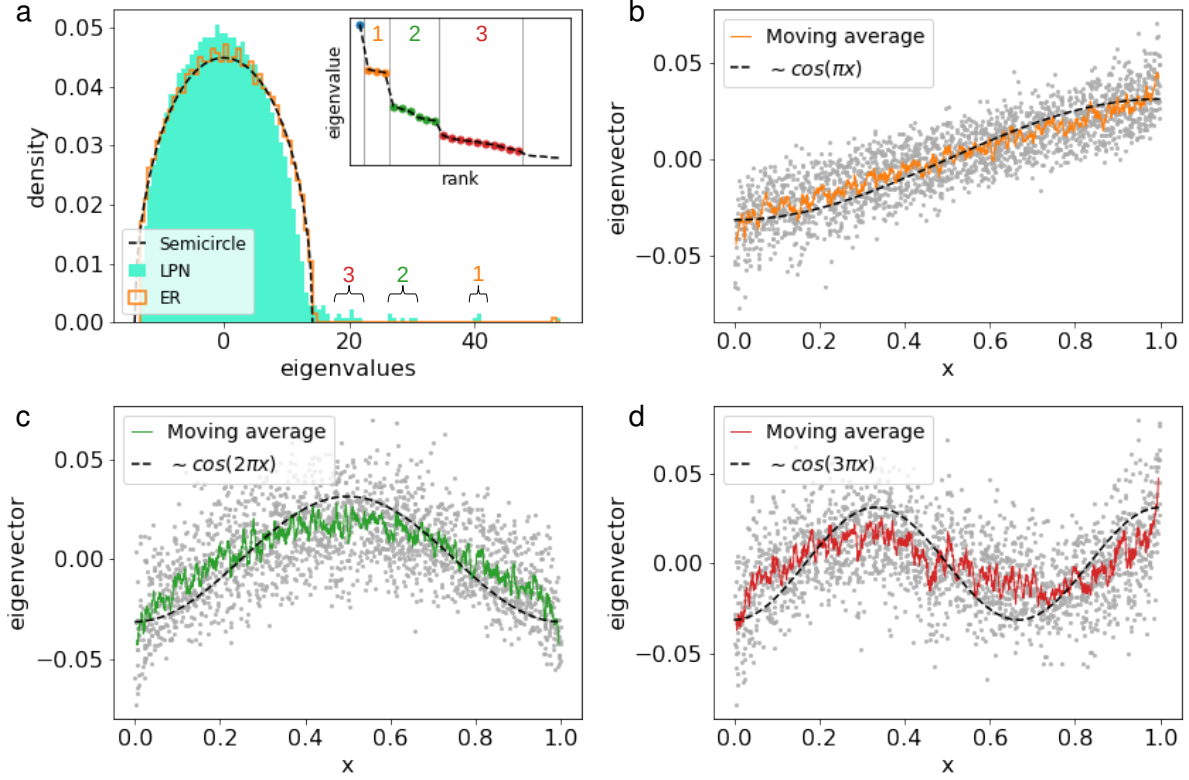 a
0.05
0.04
0.03
0.02
0.01
0.00
density
0
20
40
eigenvalues
Semicircle
LPN
ER
3
2
1
1
2
3
eigenvalue
rank
b
Moving average
~ cos(πx)
0.05
0.00
−0.05
eigenvector
0.0 0.2 0.4 0.6 0.8 1.0
x
c
Moving average
~ cos(2πx)
0.05
0.00
−0.05
eigenvector
0.0 0.2 0.4 0.6 0.8 1.0
x
d
Moving average
~ cos(3πx)
0.05
0.00
−0.05
eigenvector
0.0 0.2 0.4 0.6 0.8 1.0
x